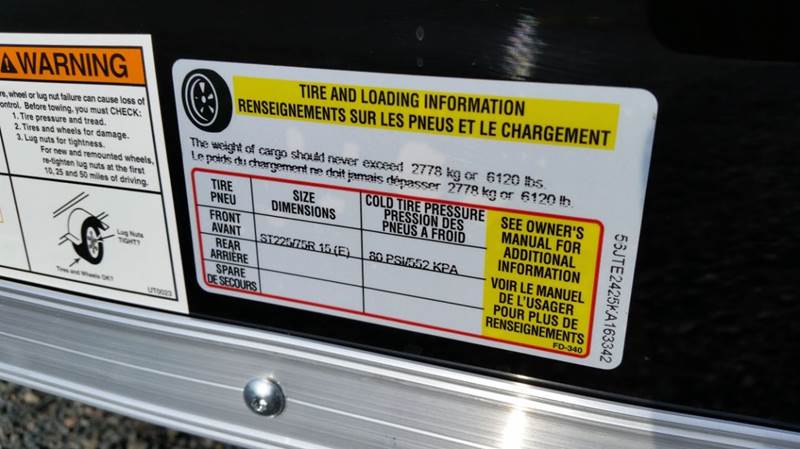 WARNING
re, wheel or lug nut failure can cause loss of
ontrol. Before towing, you must CHECK:
1. Tire pressure and tread.
2. Tires and wheels for damage.
3. Lug nuts for tightness.
For new and remounted wheels,
re-tighten lug nuts at the first
10, 25 and 50 miles of driving.
Lug Nuts
TIGHT?
Tires and Wheels OK?
UT0023
TIRE AND LOADING INFORMATION
RENSEIGNEMENTS SUR LES PNEUS ET LE CHARGEMENT
The weight of cargo should never exceed 2778 kg or 6120 lbs.
Le poids du chargement ne doit jamais dépasser 2778 kg or 6120 lb.
TIRE
PNEU
SIZE
DIMENSIONS
COLD TIRE PRESSURE
PRESSION DES
PNEUS A FROID
FRONT
AVANT
REAR
ARRIÈRE
ST225/75R 15 (E)
80 PSI/552 KPA
SPARE
DE SECOURS
SEE OWNER'S
MANUAL FOR
ADDITIONAL
INFORMATION
VOIR LE MANUEL
DE L'USAGER
POUR PLUS DE
RENSEIGNEMENTS
FD-340
53JTE2425KA163342